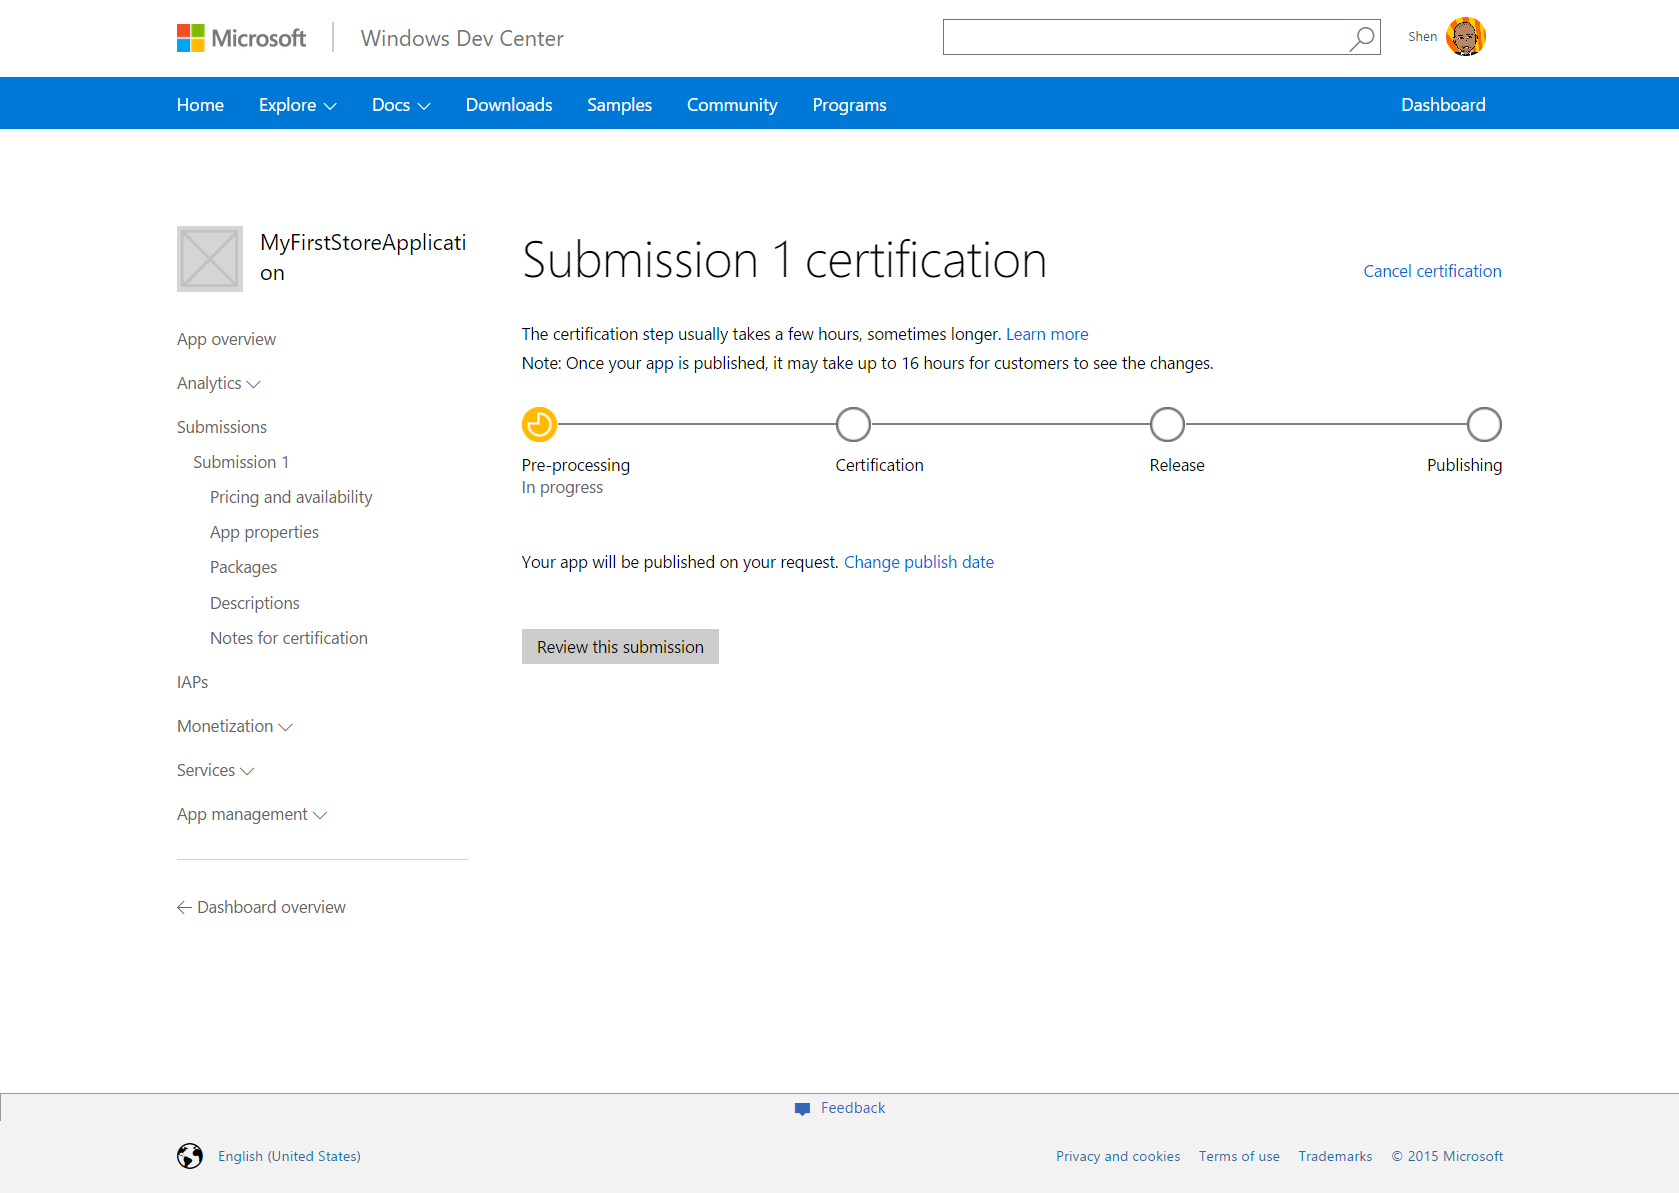 Microsoft
Windows Dev Center
Shen
Home Explore Docs Downloads Samples Community Programs Dashboard
MyFirstStoreApplicati
on
App overview
Analytics
Submissions
Submission 1
Pricing and availability
App properties
Packages
Descriptions
Notes for certification
IAPs
Monetization
Services
App management
Dashboard overview
Submission 1 certification
Cancel certification
The certification step usually takes a few hours, sometimes longer. Learn more
Note: Once your app is published, it may take up to 16 hours for customers to see the changes.
Pre-processing
In progress
Certification
Release
Publishing
Your app will be published on your request. Change publish date
Review this submission
Feedback
English (United States)
Privacy and cookies Terms of use Trademarks © 2015 Microsoft